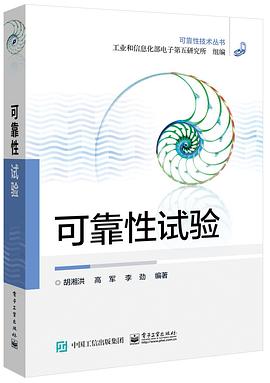 可靠性技术丛书
工业和信息化部电子第五研究所 组编
可靠性试验
胡湘洪 高军 李劲 编著
中国工信出版集团
电子工业出版社
可靠性
试验